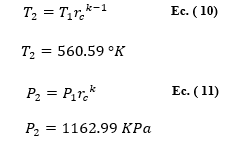 T₂ = T₁r_c^{k−1} Ec. (10)
T₂ = 560.59 °K
P₂ = P₁r_c^k Ec. (11)
P₂ = 1162.99 KPa